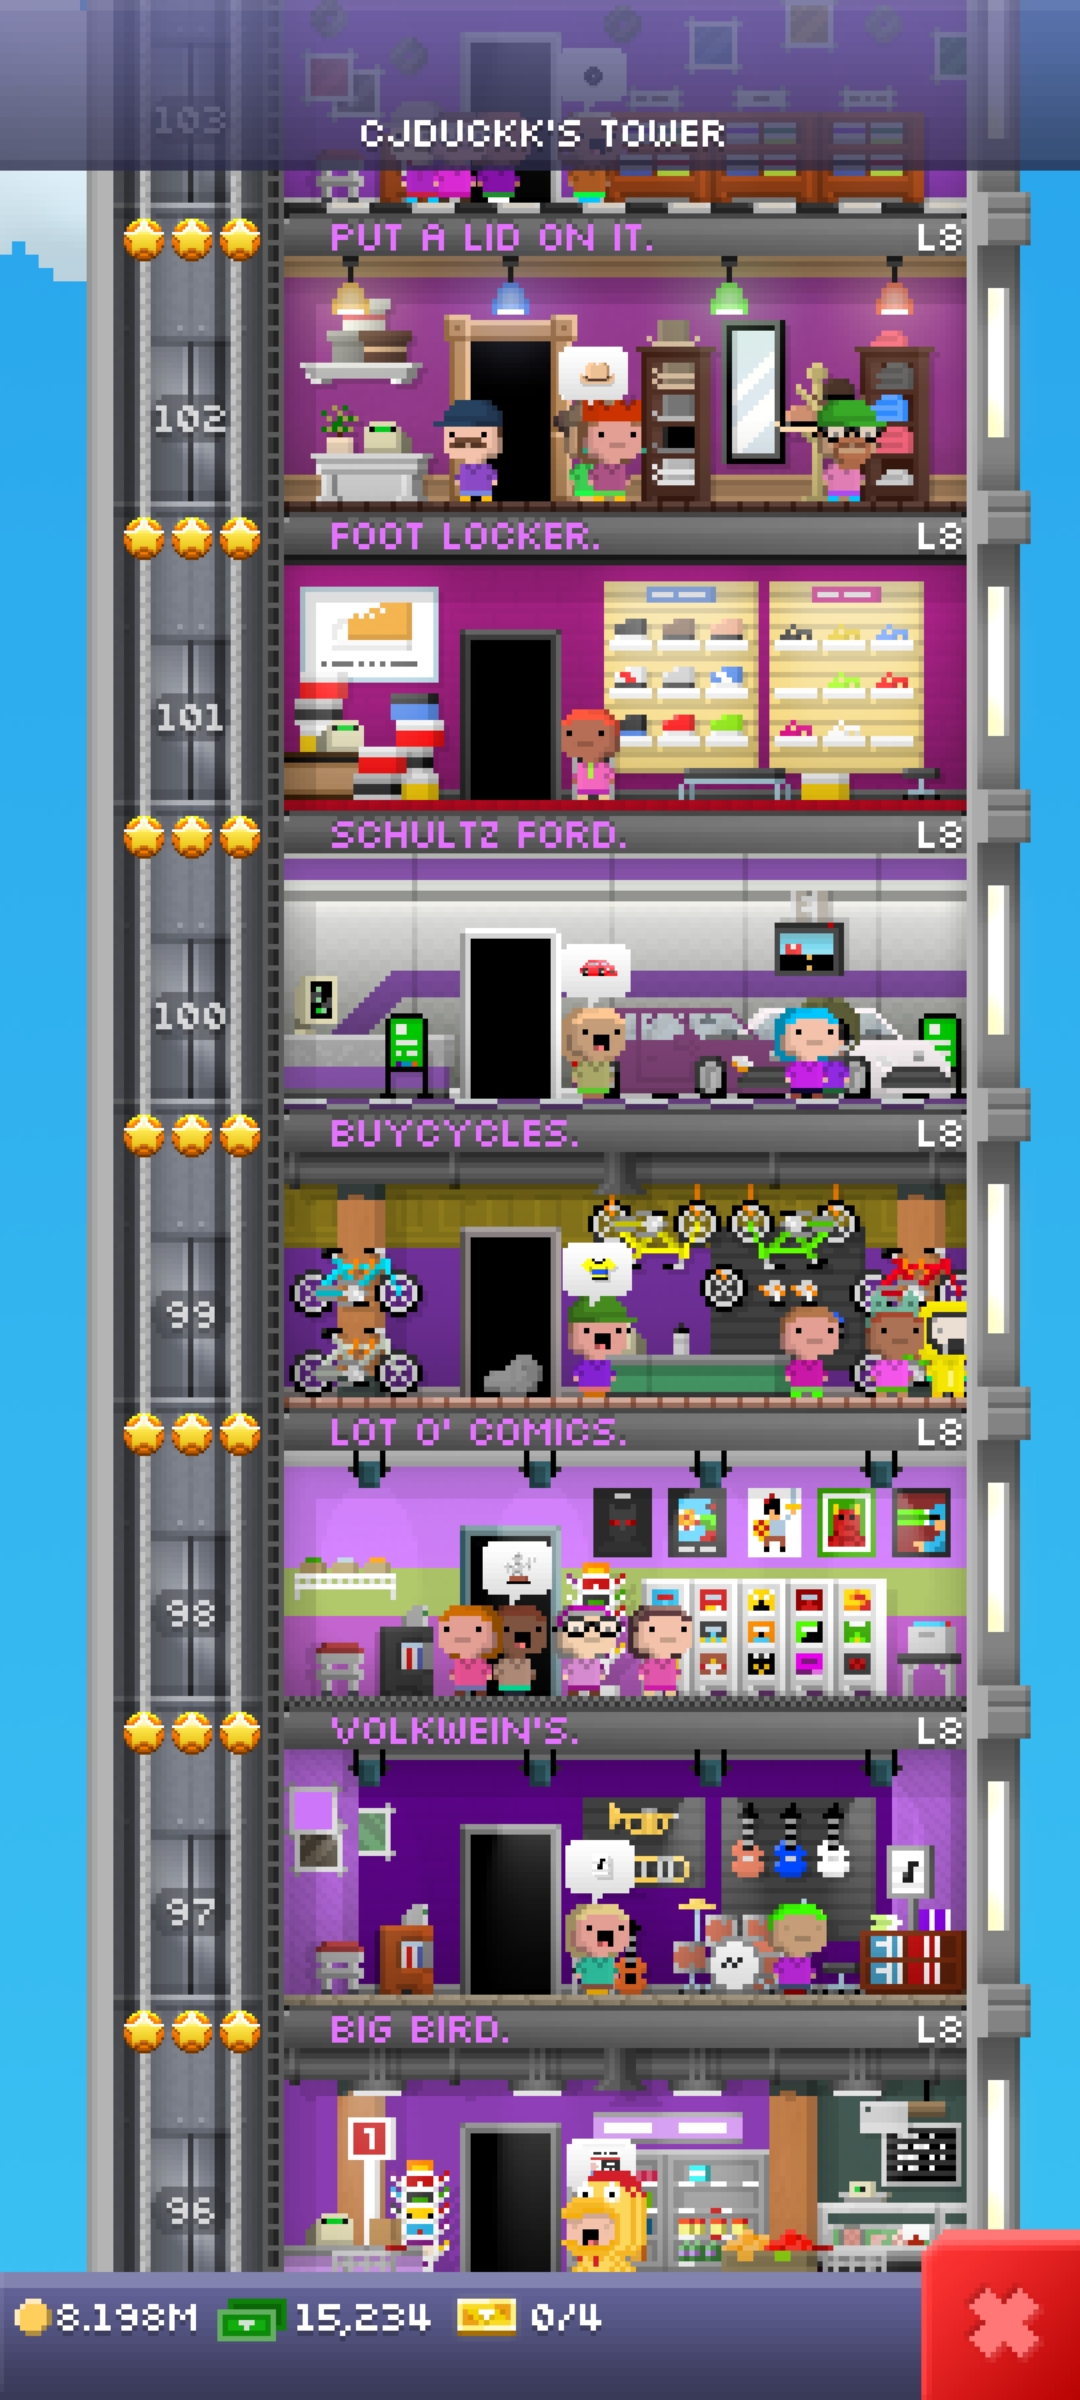 103
CJDUCKK'S TOWER
PUT A LID ON IT.
L8
102
FOOT LOCKER.
L8
101
SCHULTZ FORD.
L8
100
BUYCYCLES.
L8
99
LOT O' COMICS.
L8
98
VOLKWEIN'S.
L8
97
BIG BIRD.
L8
1
96
8.198M
15,234
0/4